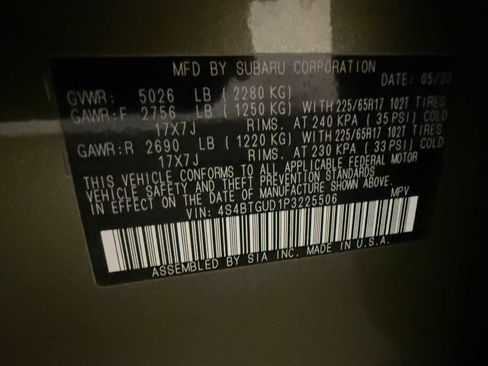 MFD BY SUBARU CORPORATION
DATE: 05/23
GVWR: 5026 LB ( 2280 KG)
GAWR:F 2756 LB ( 1250 KG) WITH 225/65R17 102T TIRES
17X7J RIMS. AT 240 KPA ( 35 PSI) COLD
GAWR:R 2690 LB ( 1220 KG) WITH 225/65R17 102T TIRES
17X7J RIMS. AT 230 KPA ( 33 PSI) COLD
THIS VEHICLE CONFORMS TO ALL APPLICABLE FEDERAL MOTOR
VEHICLE SAFETY AND THEFT PREVENTION STANDARDS
IN EFFECT ON THE DATE OF MANUFACTURE SHOWN ABOVE.
VIN: 4S4BTGUD1P3225506 MPV
ASSEMBLED BY SIA INC. MADE IN U.S.A.